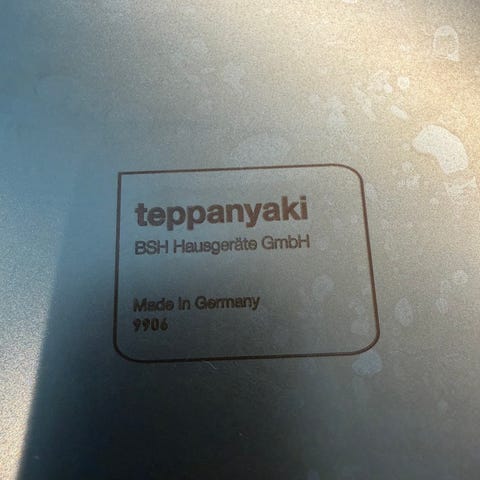 teppanyaki
BSH Hausgeräte GmbH
Made in Germany
9906